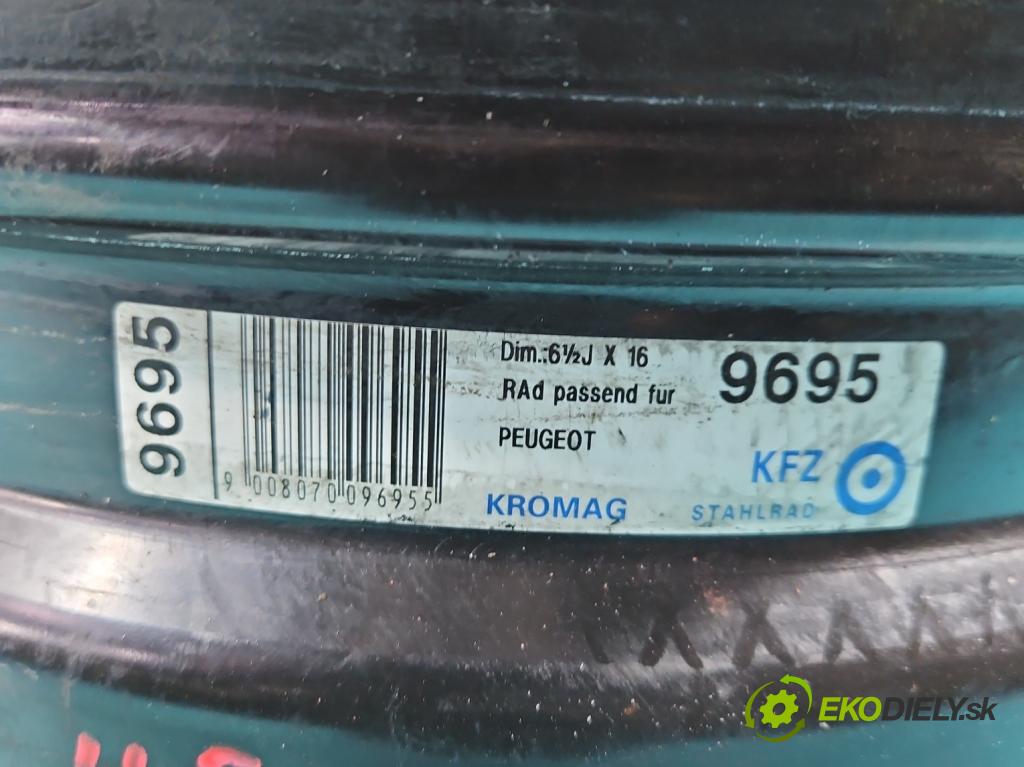 9695
9 008070 096955
Dim.:6½J X 16
RAd passend fur
PEUGEOT
9695
KROMAG
KFZ
STAHLRAD
EKODIELY.sk